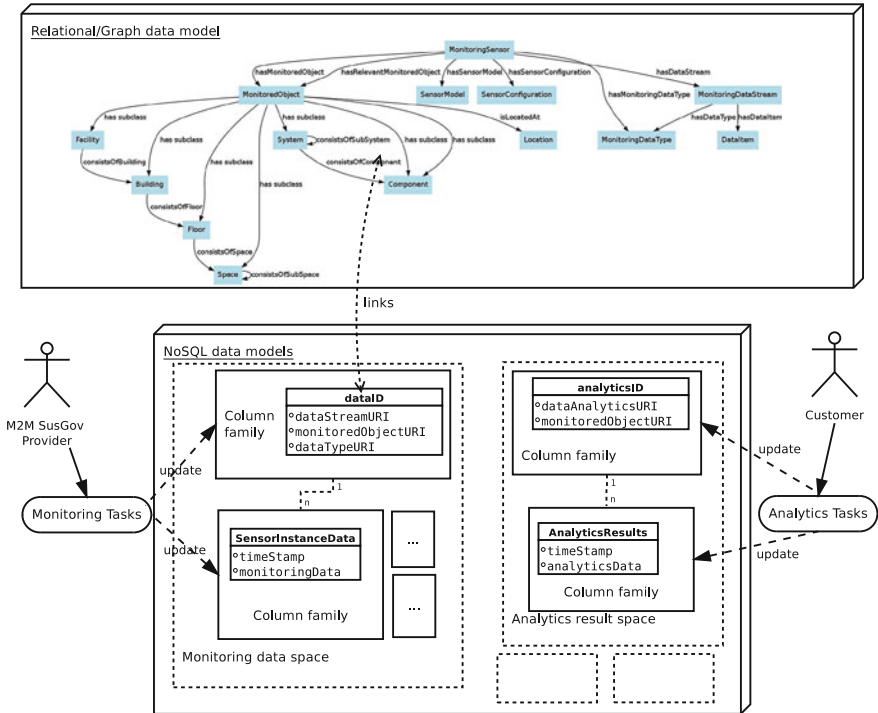 Relational/Graph data model
MonitoringSensor
hasMonitoredObject
hasRelevantMonitoredObject
hasSensorModel
hasSensorConfiguration
hasDataStream
hasMonitoringDataType
MonitoredObject
SensorModel
SensorConfiguration
MonitoringDataStream
has subclass
has subclass
has subclass
has subclass
has subclass
has subclass
has subclass
isLocatedAt
hasDataType
hasDataItem
Facility
System
consistsOfSubSystem
Location
MonitoringDataType
DataItem
consistsOfBuilding
consistsOfComponant
Building
Component
consistsOfFloor
Floor
consistsOfSpace
Space
consistsOfSubSpace
links
NoSQL data models
M2M SusGov
Provider
Customer
Column
family
dataID
dataStreamURI
monitoredObjectURI
dataTypeURI
analyticsID
dataAnalyticsURI
monitoredObjectURI
Column family
update
update
1
n
1
n
Monitoring Tasks
Analytics Tasks
update
update
SensorInstanceData
timeStamp
monitoringData
Column family
...
...
AnalyticsResults
timeStamp
analyticsData
Column family
Analytics result space
Monitoring data space